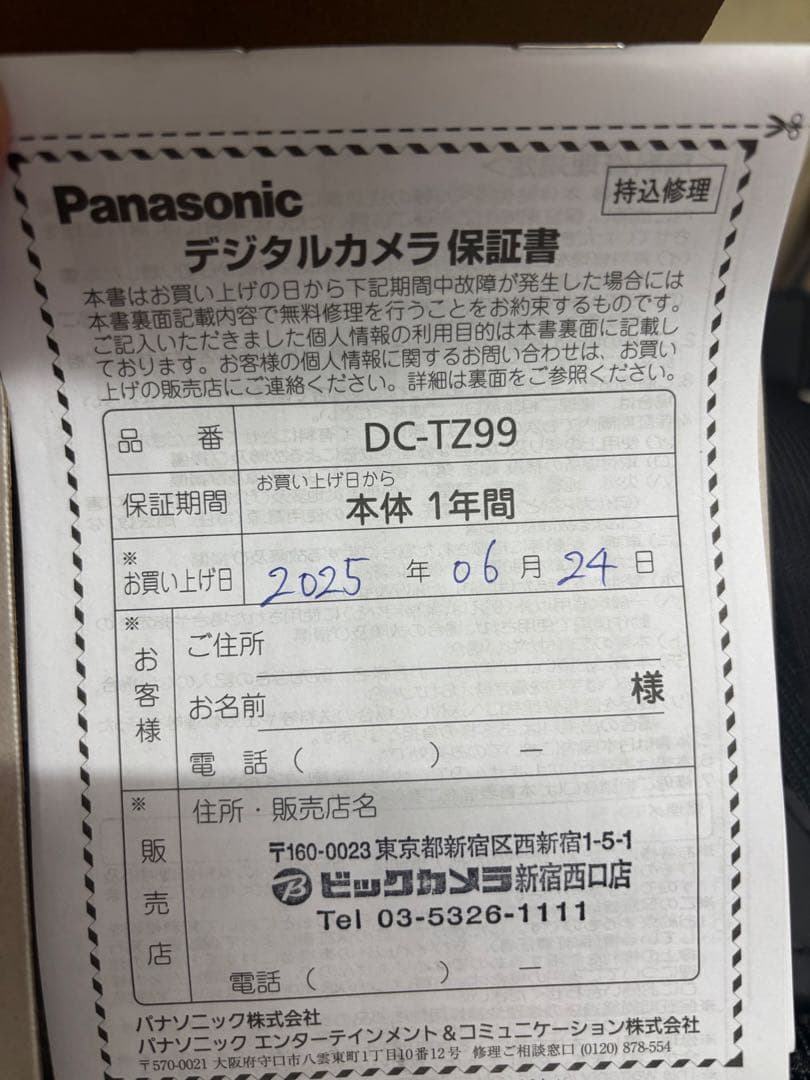 Panasonic
持込修理
デジタルカメラ保証書
本書はお買い上げの日から下記期間中故障が発生した場合には
本書裏面記載内容で無料修理を行うことをお約束するものです。
ご記入いただきました個人情報の利用目的は本書裏面に記載し
ております。お客様の個人情報に関するお問い合わせは、お買い
上げの販売店にご連絡ください。詳細は裏面をご参照ください。
品番 DC-TZ99
保証期間 お買い上げ日から
本体 1年間
※お買い上げ日 2025 年 06 月 24 日
※お客様
ご住所
お名前 様
電話 ( ) ー
※販売店
住所・販売店名
〒160-0023 東京都新宿区西新宿1-5-1
B ビックカメラ 新宿西口店
Tel 03-5326-1111
電話 ( ) ー
パナソニック株式会社
パナソニック エンターテインメント&コミュニケーション株式会社
〒570-0021 大阪府守口市八雲東町1丁目10番12号 修理ご相談窓口 (0120) 878-554